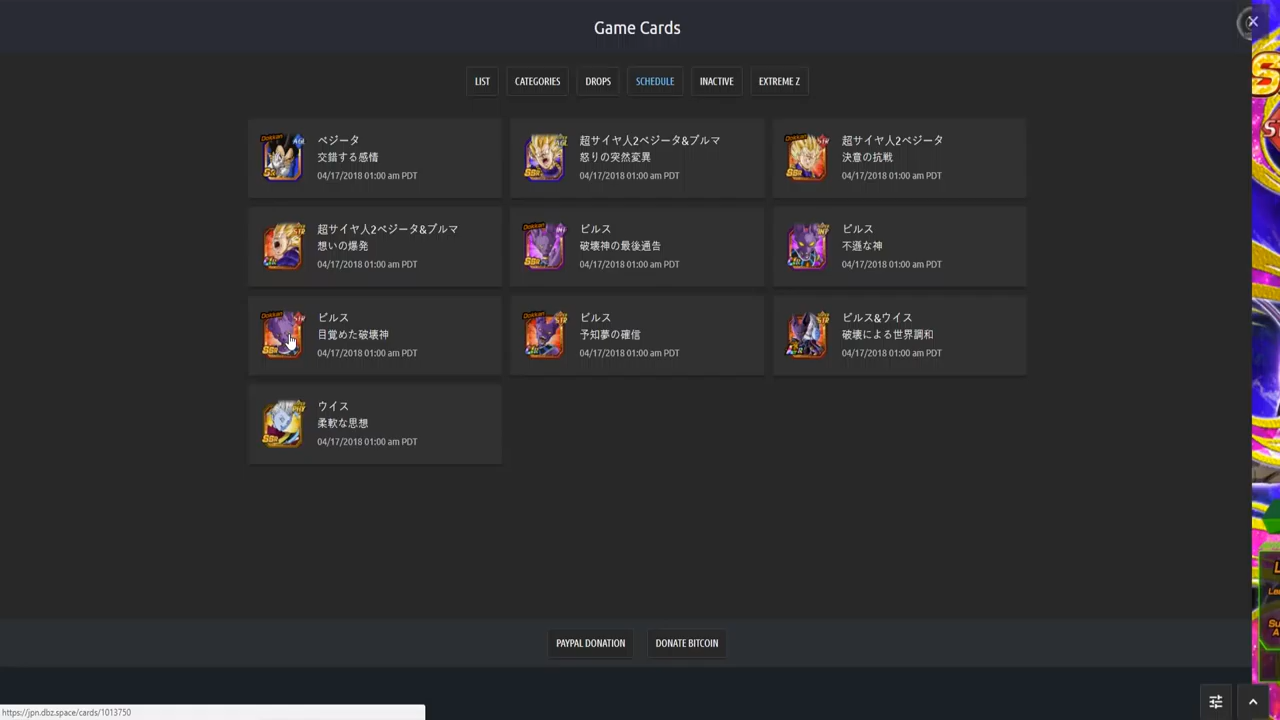 Game Cards
LIST
CATEGORIES
DROPS
SCHEDULE
INACTIVE
EXTREME Z
ベジータ
交錯する感情
04/17/2018 01:00 am PDT
超サイヤ人2ベジータ&ブルマ
怒りの突然変異
04/17/2018 01:00 am PDT
超サイヤ人2ベジータ
決意の抗戦
04/17/2018 01:00 am PDT
超サイヤ人2ベジータ&ブルマ
想いの爆発
04/17/2018 01:00 am PDT
ビルス
破壊神の最後通告
04/17/2018 01:00 am PDT
ビルス
不遜な神
04/17/2018 01:00 am PDT
ビルス
目覚めた破壊神
04/17/2018 01:00 am PDT
ビルス
予知夢の確信
04/17/2018 01:00 am PDT
ビルス&ウイス
破壊による世界調和
04/17/2018 01:00 am PDT
ウイス
柔軟な思想
04/17/2018 01:00 am PDT
PAYPAL DONATION
DONATE BITCOIN
https://jpn.dbz.space/cards/1013750